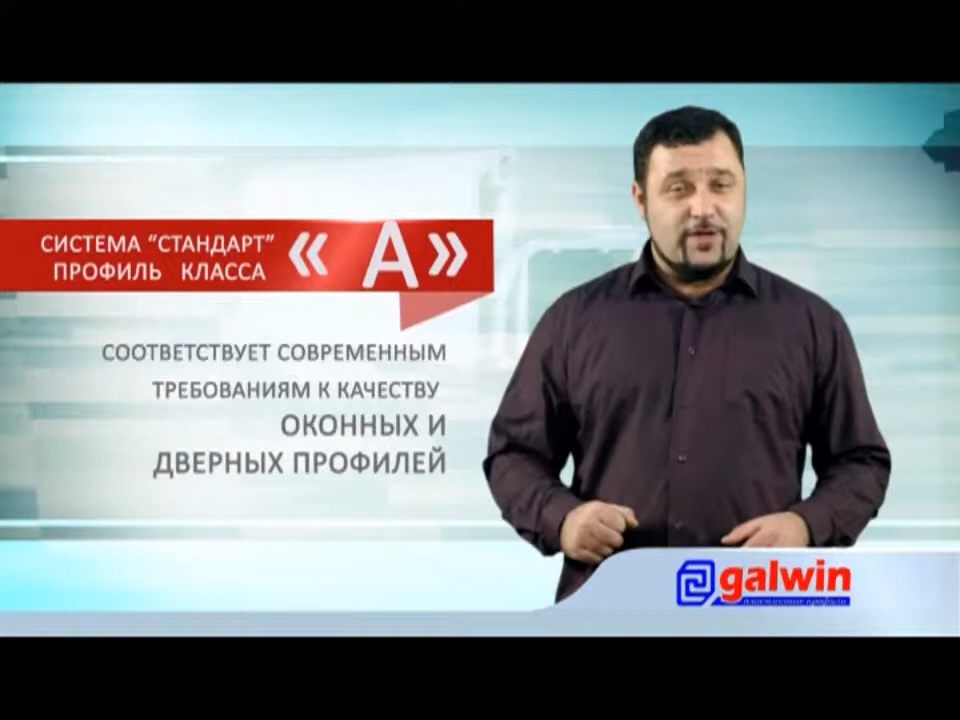 СИСТЕМА “СТАНДАРТ”
ПРОФИЛЬ КЛАССА « А »
СООТВЕТСТВУЕТ СОВРЕМЕННЫМ
ТРЕБОВАНИЯМ К КАЧЕСТВУ
ОКОННЫХ И
ДВЕРНЫХ ПРОФИЛЕЙ
galwin